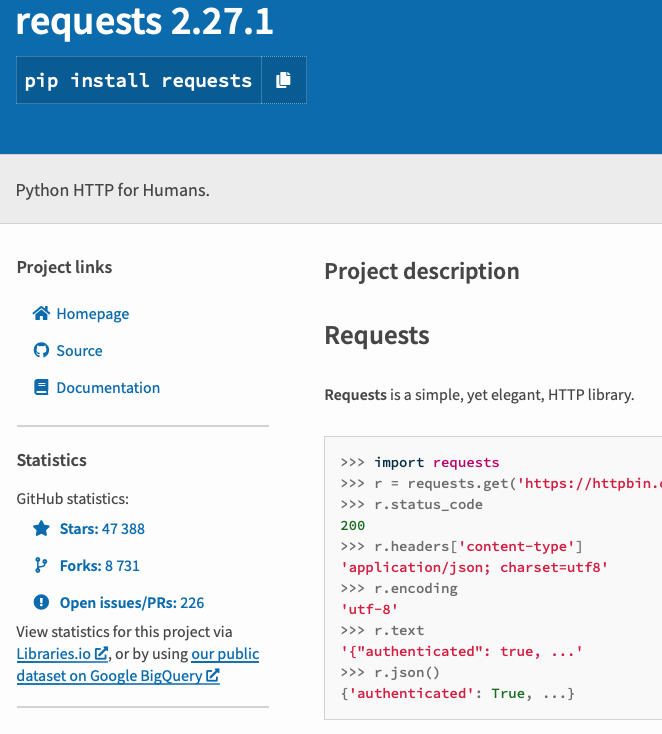 requests 2.27.1
pip install requests
Python HTTP for Humans.
Project links
Homepage
Source
Documentation
Statistics
GitHub statistics:
Stars: 47 388
Forks: 8 731
Open issues/PRs: 226
View statistics for this project via
Libraries.io, or by using our public
dataset on Google BigQuery
Project description
Requests
Requests is a simple, yet elegant, HTTP library.
>>> import requests
>>> r = requests.get('https://httpbin.
>>> r.status_code
200
>>> r.headers['content-type']
'application/json; charset=utf8'
>>> r.encoding
'utf-8'
>>> r.text
'{"authenticated": true, ...'
>>> r.json()
{'authenticated': True, ...}